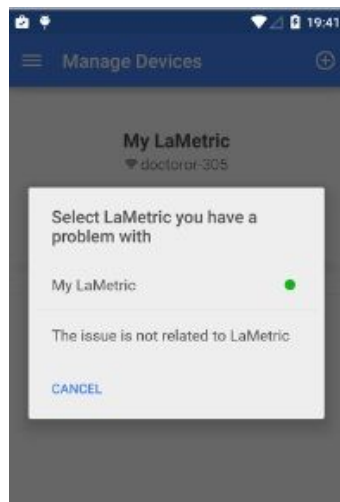 19:41
Manage Devices
My LaMetric
doctoror-305
Select LaMetric you have a
problem with
My LaMetric
The issue is not related to LaMetric
CANCEL